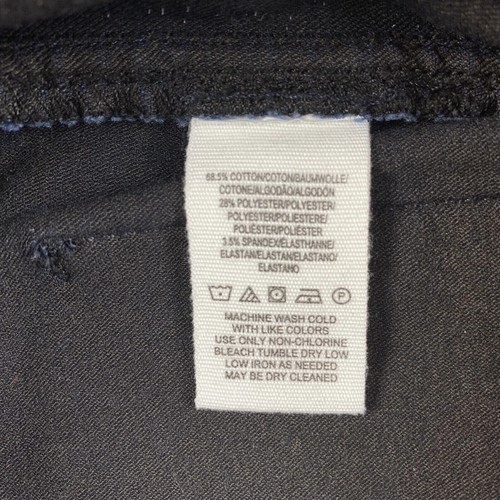 68.5% COTTON/COTON/BAUMWOLLE/
COTONE/ALGODÃO/ALGODÓN
28% POLYESTER/POLYESTER/
POLYESTER/POLIESTERE/
POLIÉSTER/POLIÉSTER
3.5% SPANDEX/ÉLASTHANNE/
ELASTAN/ELASTAN/ELASTANO/
ELASTANO
P
MACHINE WASH COLD
WITH LIKE COLORS
USE ONLY NON-CHLORINE
BLEACH TUMBLE DRY LOW
LOW IRON AS NEEDED
MAY BE DRY CLEANED